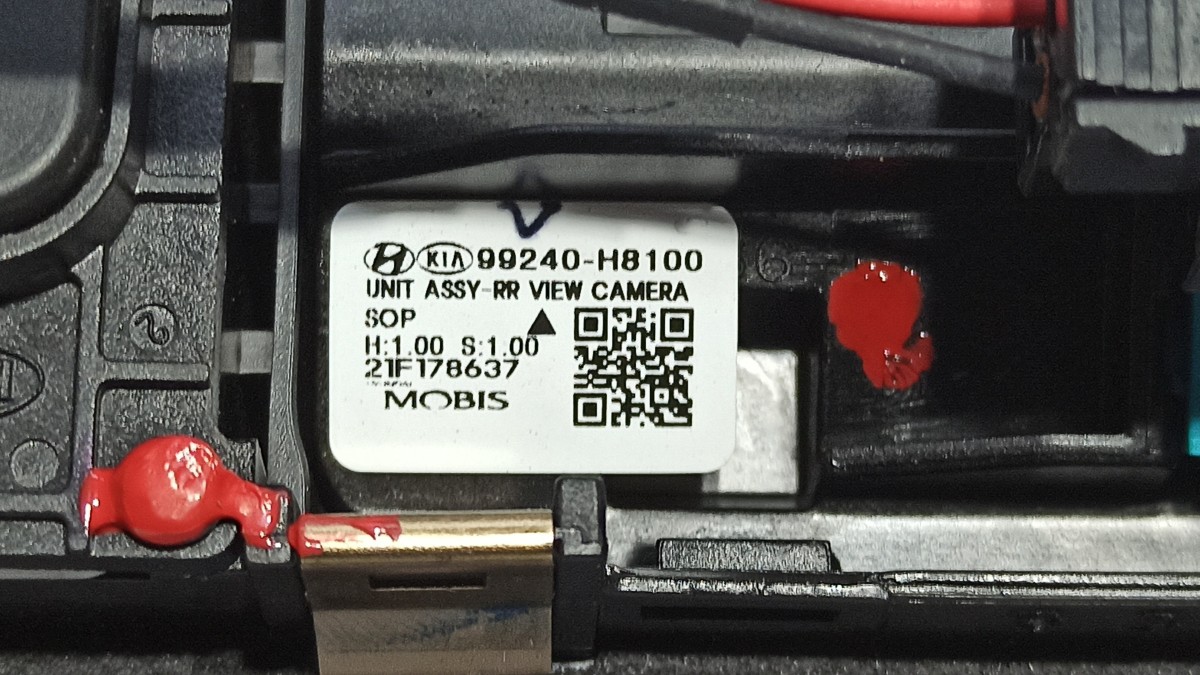 KIA 99240-H8100
UNIT ASSY-RR VIEW CAMERA
SOP
H:1.00 S:1.00
21F178637
MOBIS